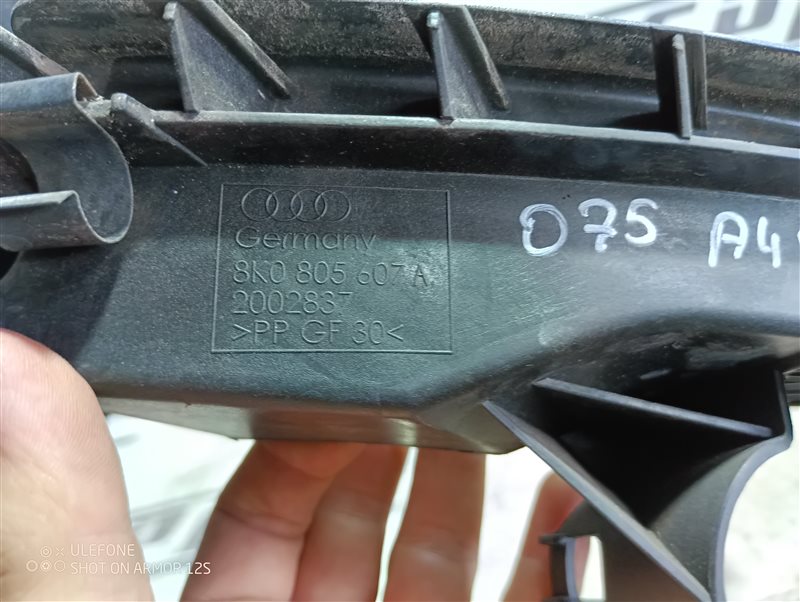 Germany
8K0 805 607 A
2002837
>PP GF 30<
075 A4
ULEFONE
SHOT ON ARMOR 12S